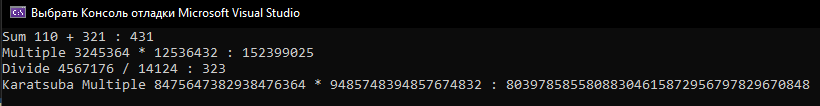 Выбрать Консоль отладки Microsoft Visual Studio
Sum 110 + 321 : 431
Multiple 3245364 * 12536432 : 152399025
Divide 4567176 / 14124 : 323
Karatsuba Multiple 8475647382938476364 * 9485748394857674832 : 80397858558088304615872956797829670848